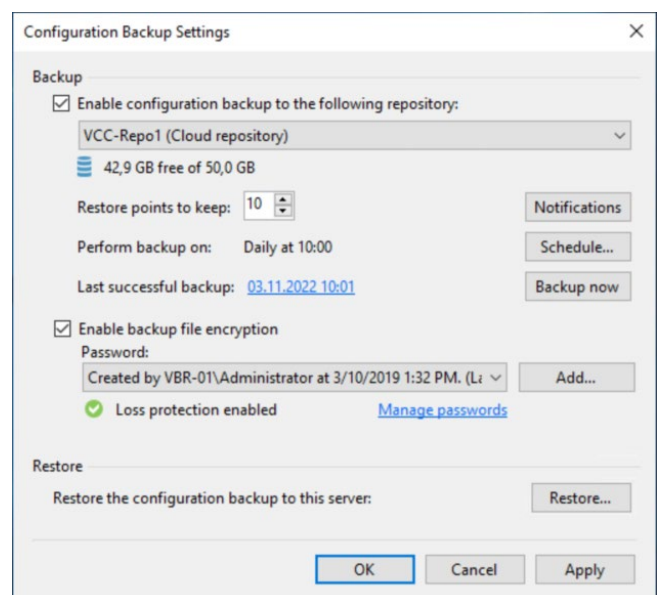 Configuration Backup Settings
Backup
Enable configuration backup to the following repository:
VCC-Repo1 (Cloud repository)
42,9 GB free of 50,0 GB
Restore points to keep: 10 Notifications
Perform backup on: Daily at 10:00 Schedule...
Last successful backup: 03.11.2022 10:01 Backup now
Enable backup file encryption
Password:
Created by VBR-01\Administrator at 3/10/2019 1:32 PM. (La Add...
Loss protection enabled Manage passwords
Restore
Restore the configuration backup to this server: Restore...
OK Cancel Apply